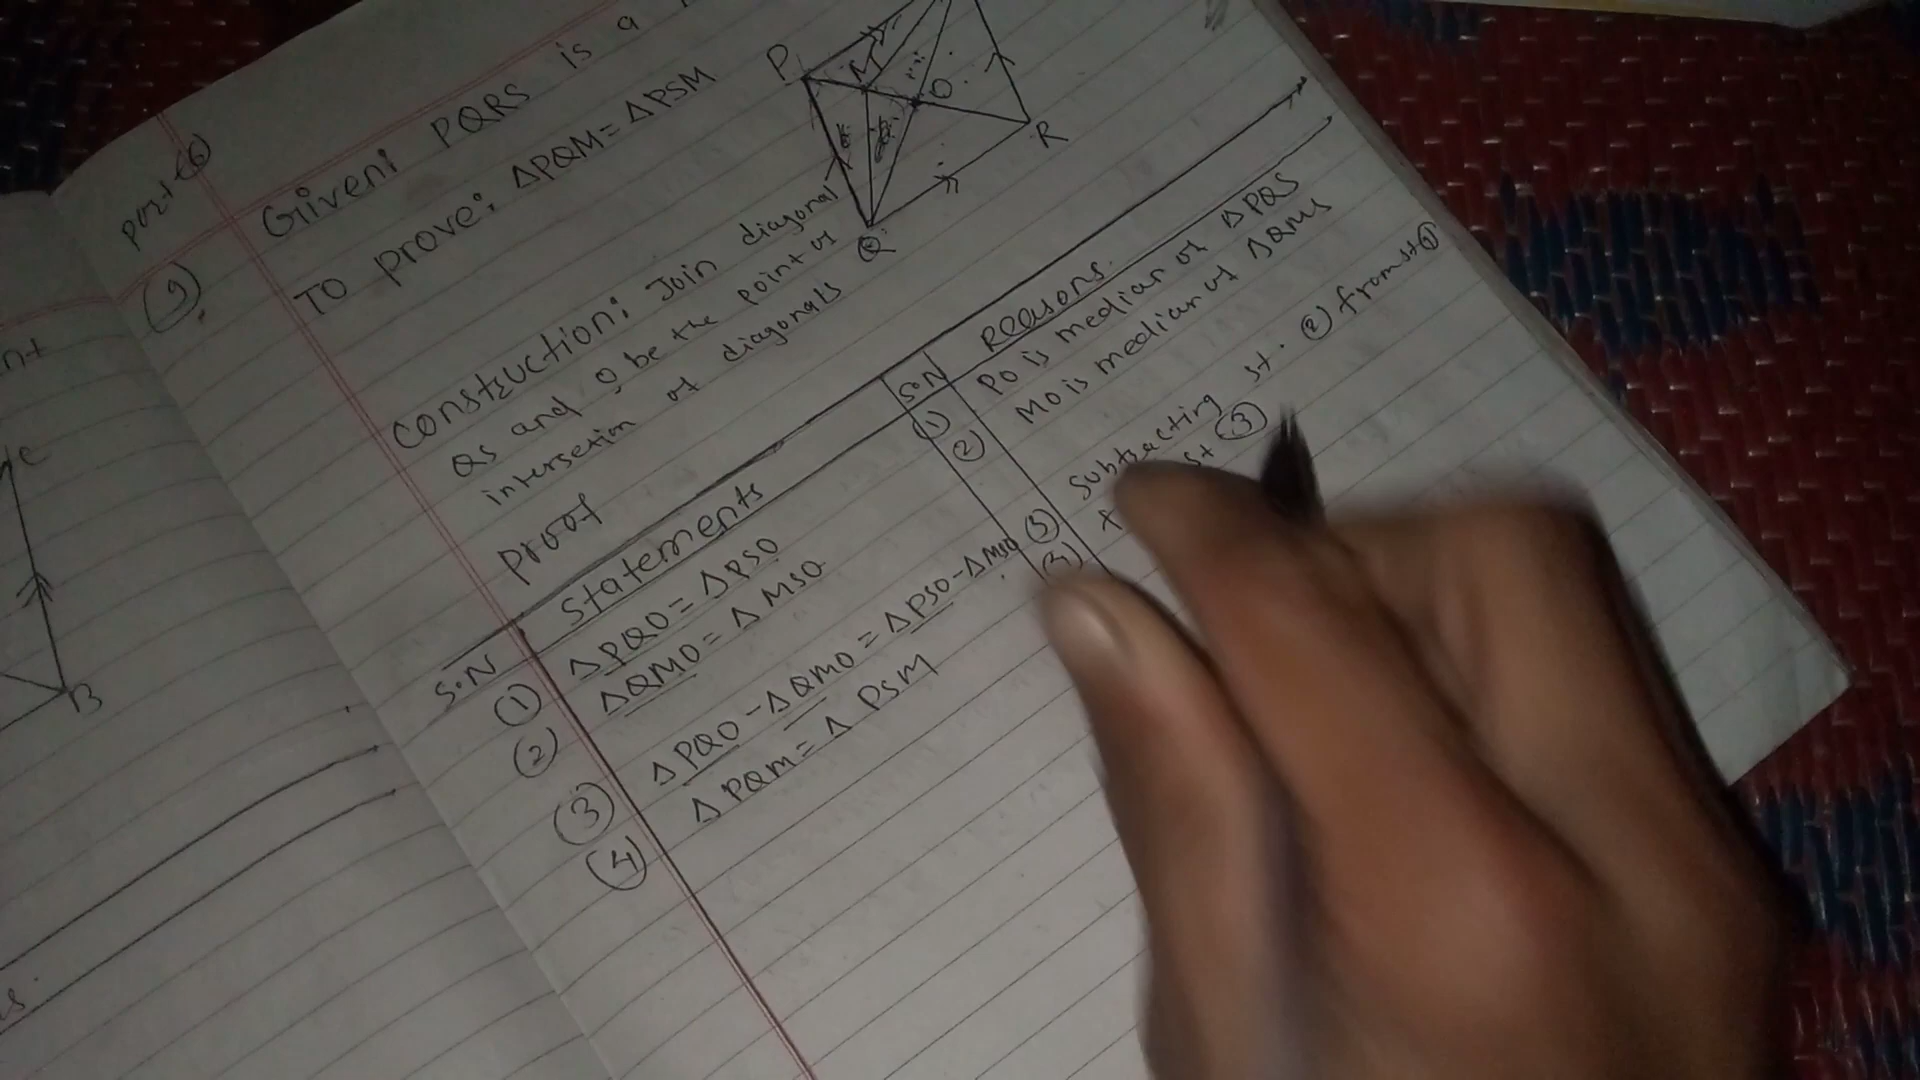 Part-6
9. Given: PQRS is a
To prove: ΔPQM = ΔPSM
P M O R Q
Construction: Join diagonal
QS and O be the point of
intersetion of diagonals
Proof
S.N Statements S.N Reasons.
① ΔPQO = ΔPSO ① PO is median of ΔPQS
② ΔQMO = ΔMSO ② MO is median of ΔQMS
③ ΔPQO - ΔQMO = ΔPSO - ΔMSO ③ Subtracting st. ② from st ①
④ ΔPQM = ΔPSM ④ st ③
C
B